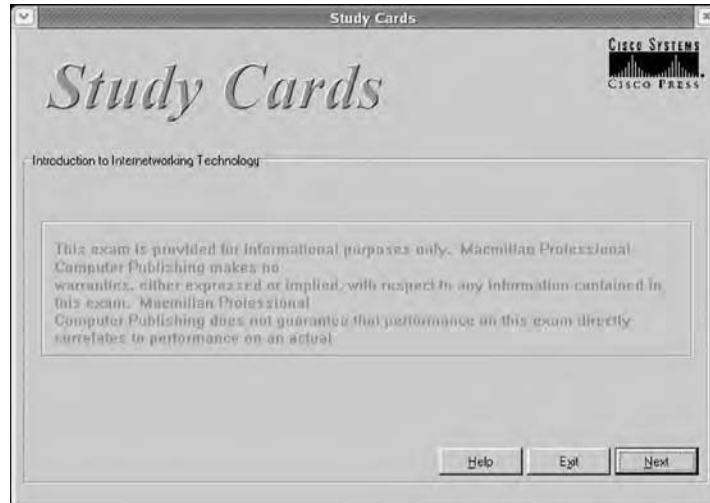 Study Cards
CISCO SYSTEMS
CISCO PRESS
Study Cards
Introduction to Internetworking Technology
This exam is provided for informational purposes only. Macmillan Professional
Computer Publishing makes no
warranties, either expressed or implied, with respect to any information contained in
this exam. Macmillan Professional
Computer Publishing does not guarantee that performance on this exam directly
correlates to performance on an actual
Help
Exit
Next